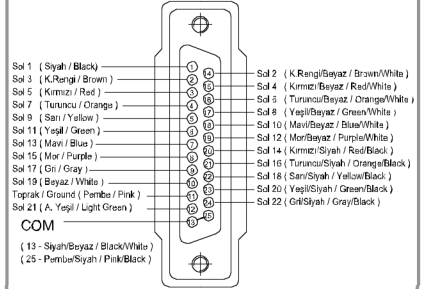 Sol 1 ( Siyah / Black)
Sol 3 ( K.Rengi / Brown )
Sol 5 ( Kırmızı / Red )
Sol 7 ( Turuncu / Orange )
Sol 9 ( Sarı / Yellow )
Sol 11 ( Yeşil / Green )
Sol 13 ( Mavi / Blue )
Sol 15 ( Mor / Purple )
Sol 17 ( Gri / Gray )
Sol 19 ( Beyaz / White )
Toprak / Ground ( Pembe / Pink )
Sol 21 ( A. Yeşil / Light Green )
COM
( 13 - Siyah/Beyaz / Black/White )
( 25 - Pembe/Siyah / Pink/Black )
1
2
3
4
5
6
7
8
9
10
11
12
13
14
15
16
17
18
19
20
21
22
23
24
25
Sol 2 ( K.Rengi/Beyaz / Brown/White )
Sol 4 ( Kırmızı/Beyaz / Red/White )
Sol 6 ( Turuncu/Beyaz / Orange/White )
Sol 8 ( Yeşil/Beyaz / Green/White )
Sol 10 ( Mavi/Beyaz / Blue/White )
Sol 12 ( Mor/Beyaz / Purple/White )
Sol 14 ( Kırmızı/Siyah / Red/Black )
Sol 16 ( Turuncu/Siyah / Orange/Black )
Sol 18 ( Sarı/Siyah / Yellow/Black )
Sol 20 ( Yeşil/Siyah / Green/Black )
Sol 22 ( Gri/Siyah / Gray/Black )